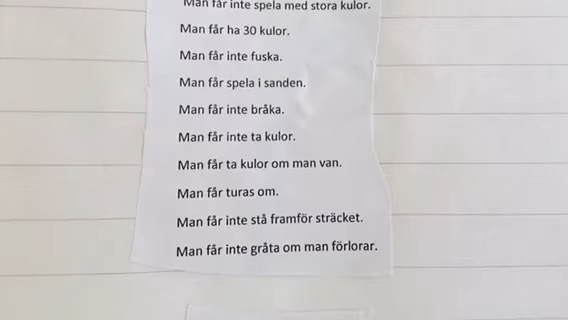 Man får inte spela med stora kulor.
Man får ha 30 kulor.
Man får inte fuska.
Man får spela i sanden.
Man får inte bråka.
Man får inte ta kulor.
Man får ta kulor om man van.
Man får turas om.
Man får inte stå framför sträcket.
Man får inte gråta om man förlorar.